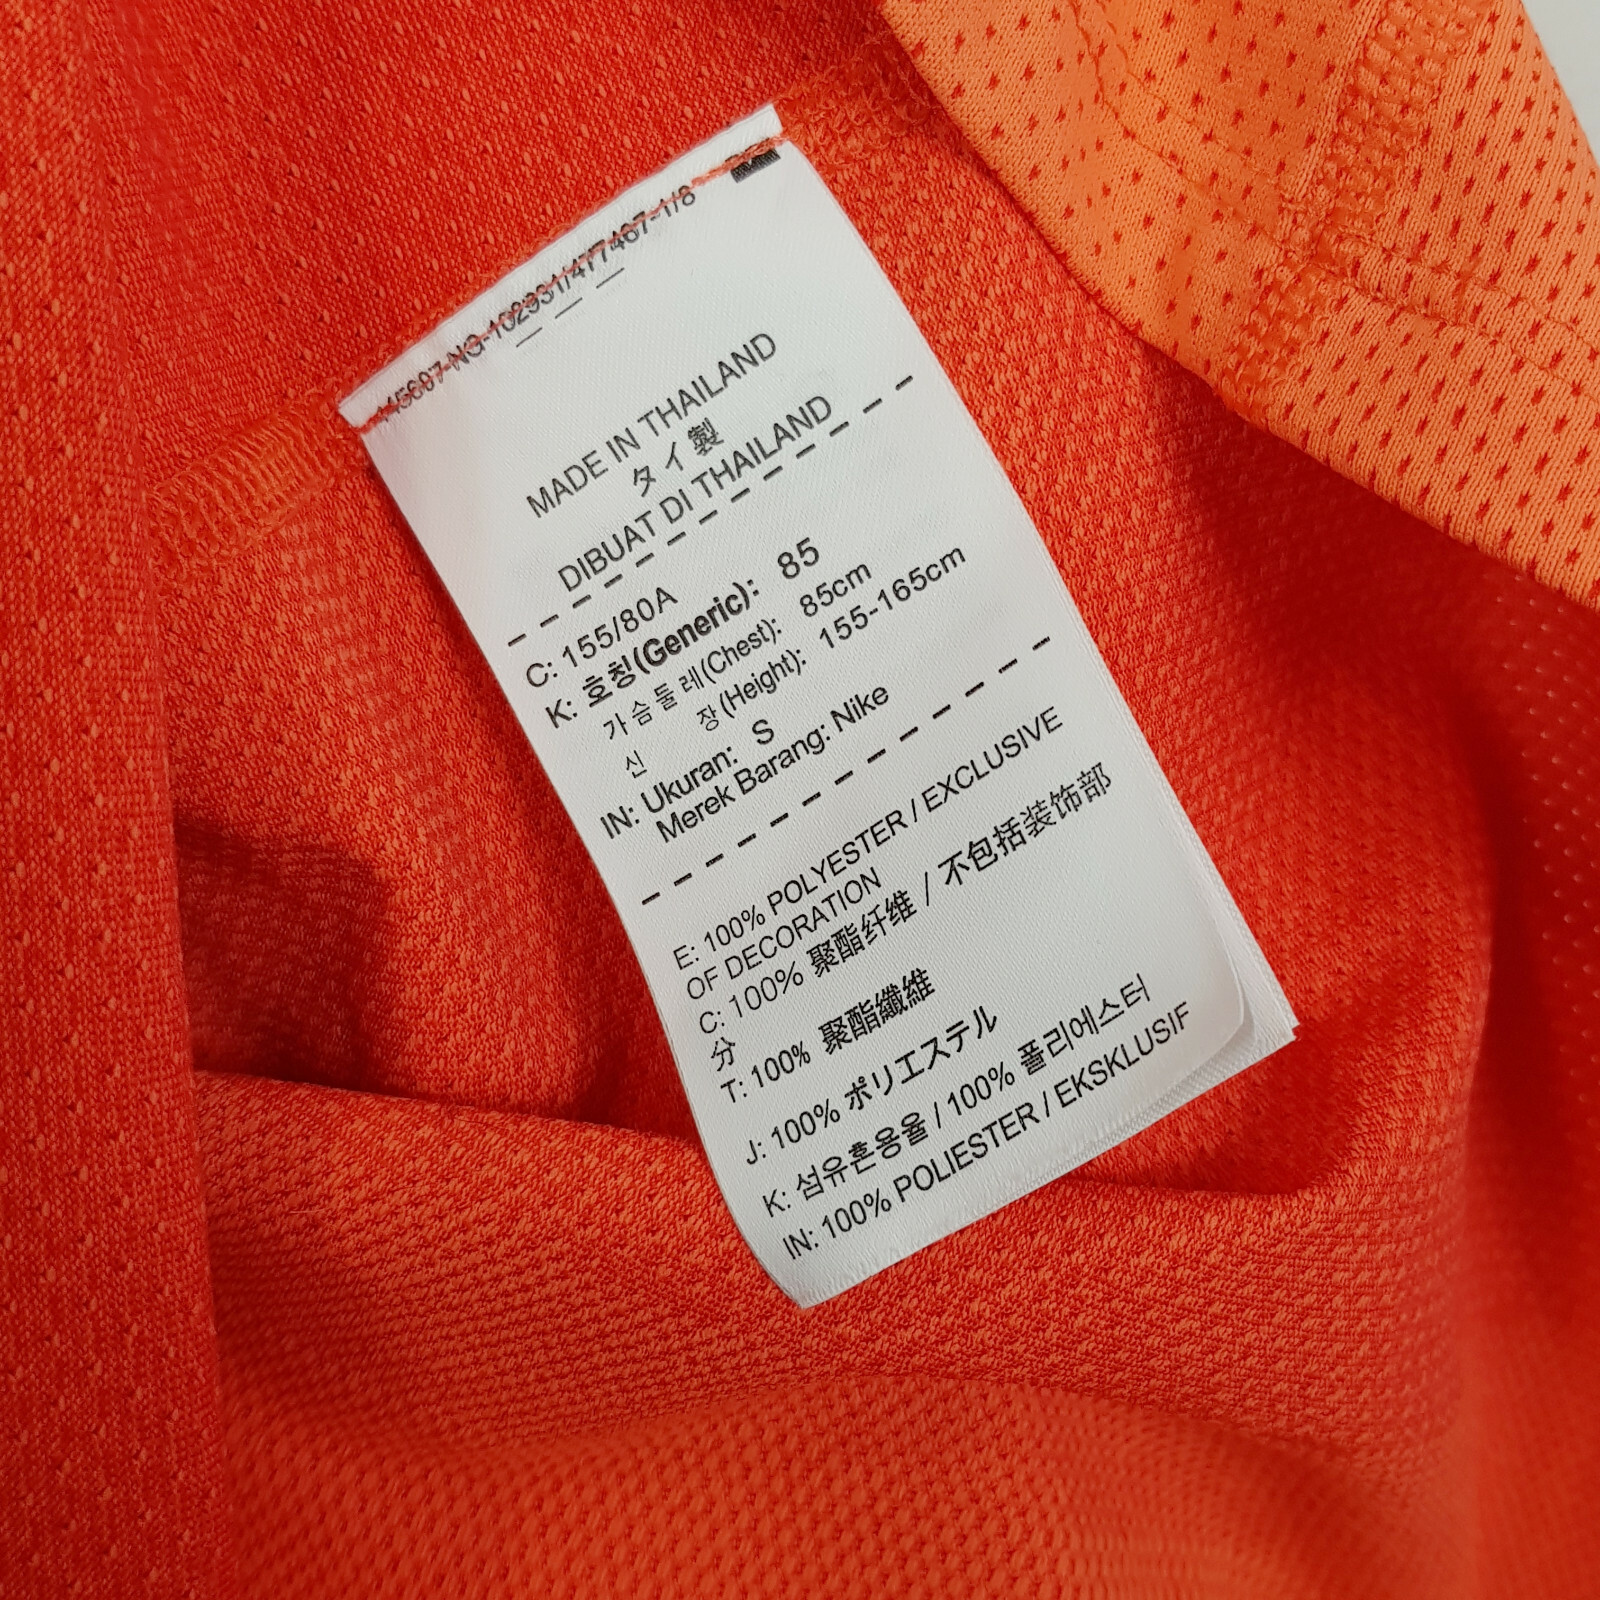 MADE IN THAILAND
タイ製
DIBUAT DI THAILAND
C: 155/80A
K: 호칭(Generic): 85
가슴둘레(Chest): 85cm
신 장(Height): 155-165cm
IN: Ukuran: S
Merek Barang: Nike
E: 100% POLYESTER / EXCLUSIVE
OF DECORATION
C: 100% 聚酯纤维 / 不包括装饰部
分
T: 100% 聚酯纖維
J: 100% ポリエステル
K: 섬유혼용율 / 100% 폴리에스터
IN: 100% POLIESTER / EKSKLUSIF